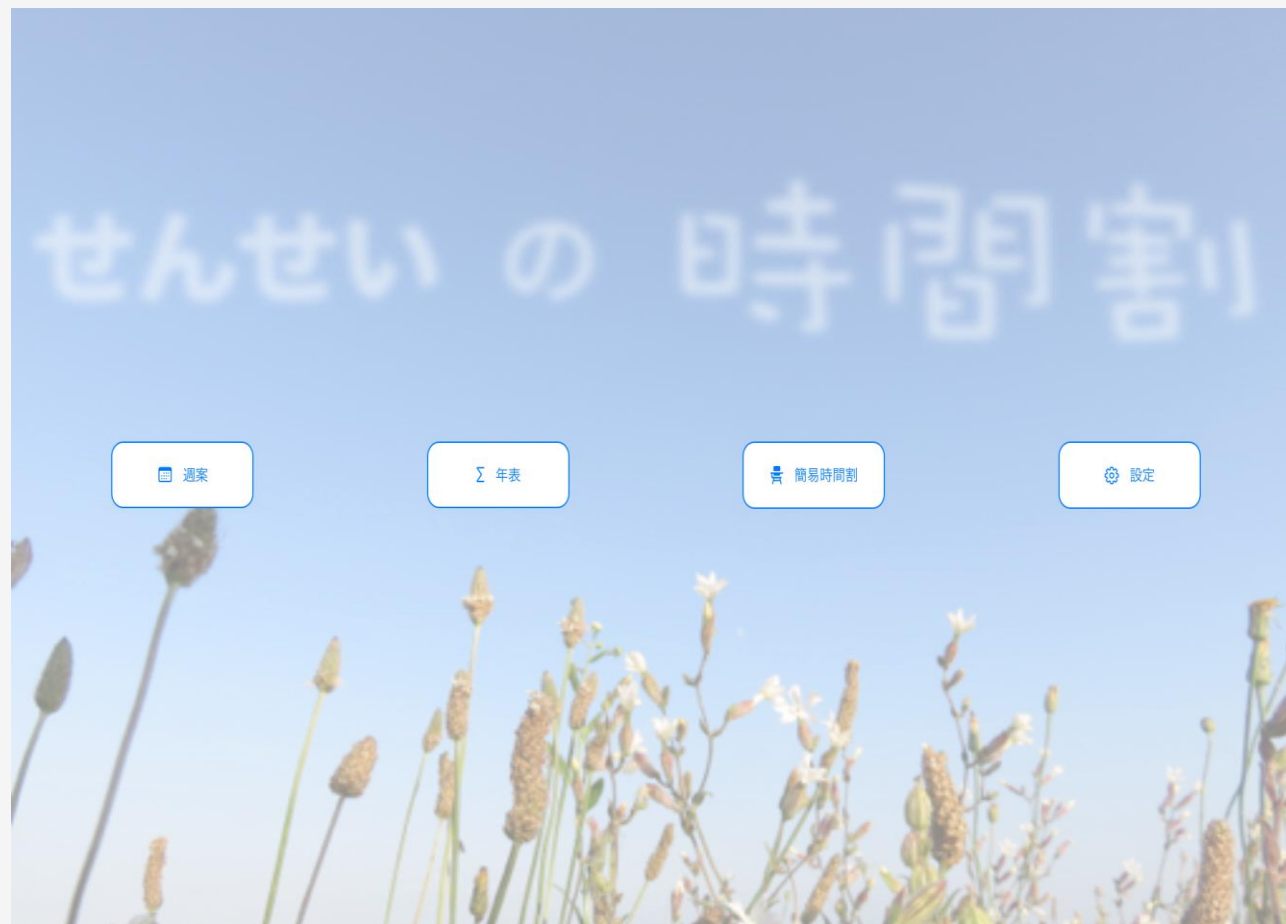 せんせい の 時間割
週案
年表
簡易時間割
設定